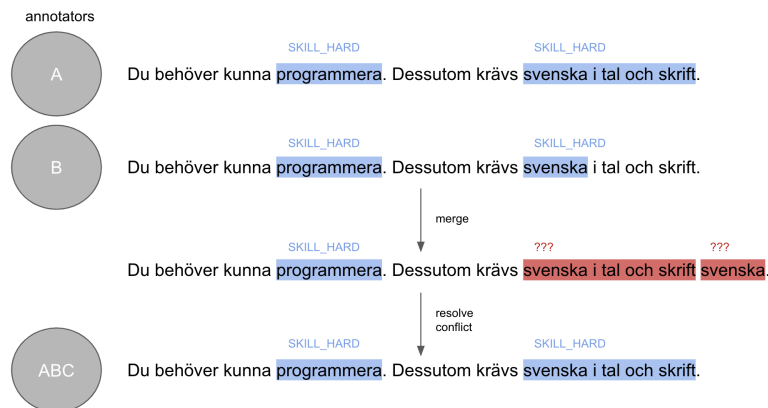 annotators
SKILL_HARD SKILL_HARD
A Du behöver kunna programmera. Dessutom krävs svenska i tal och skrift.
SKILL_HARD SKILL_HARD
B Du behöver kunna programmera. Dessutom krävs svenska i tal och skrift.
merge
SKILL_HARD ??? ???
Du behöver kunna programmera. Dessutom krävs svenska i tal och skrift svenska.
resolve
conflict
SKILL_HARD SKILL_HARD
ABC Du behöver kunna programmera. Dessutom krävs svenska i tal och skrift.